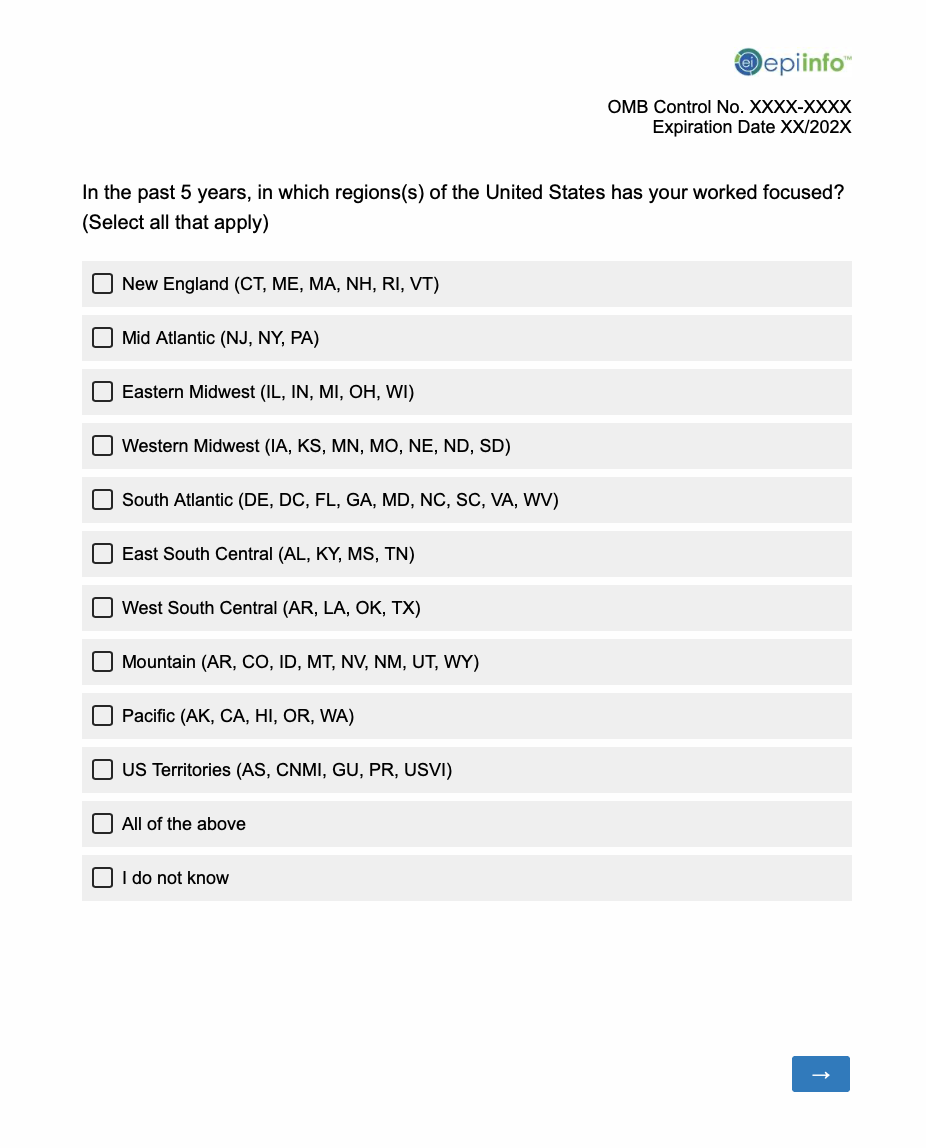 ei epiinfo™
OMB Control No. XXXX-XXXX
Expiration Date XX/202X
In the past 5 years, in which regions(s) of the United States has your worked focused?
(Select all that apply)
New England (CT, ME, MA, NH, RI, VT)
Mid Atlantic (NJ, NY, PA)
Eastern Midwest (IL, IN, MI, OH, WI)
Western Midwest (IA, KS, MN, MO, NE, ND, SD)
South Atlantic (DE, DC, FL, GA, MD, NC, SC, VA, WV)
East South Central (AL, KY, MS, TN)
West South Central (AR, LA, OK, TX)
Mountain (AR, CO, ID, MT, NV, NM, UT, WY)
Pacific (AK, CA, HI, OR, WA)
US Territories (AS, CNMI, GU, PR, USVI)
All of the above
I do not know
→